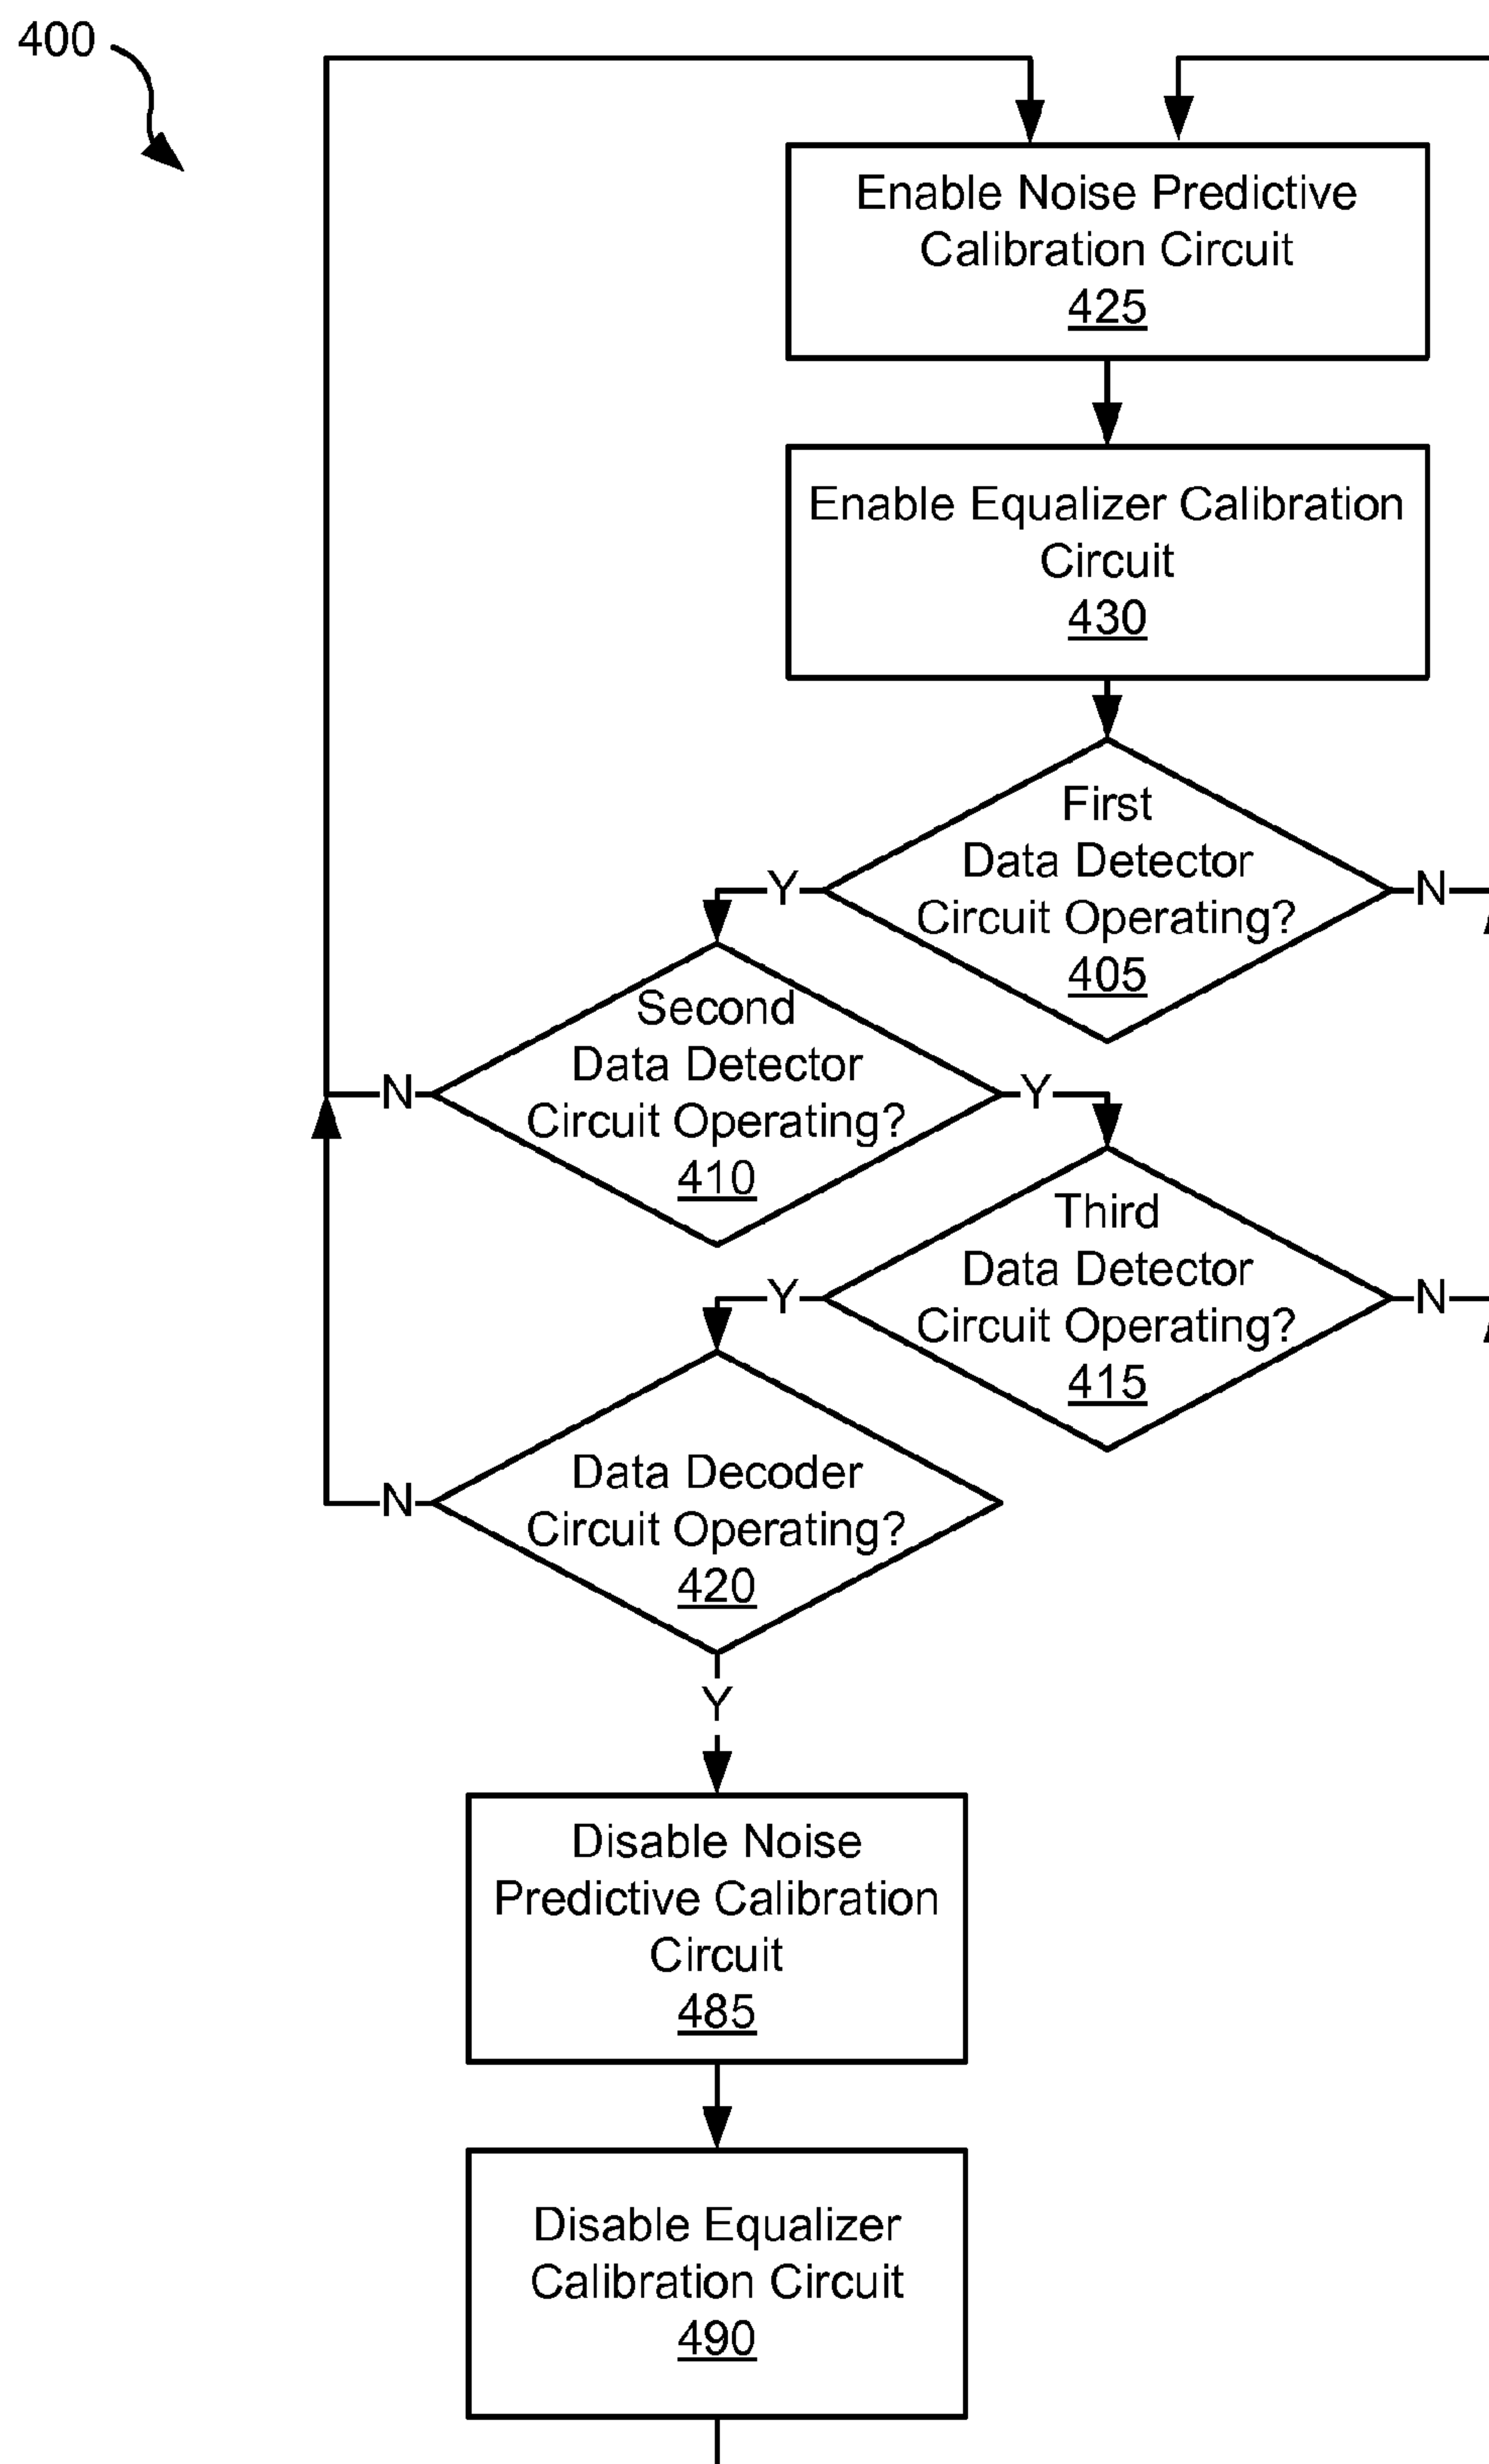 400
Enable Noise Predictive
Calibration Circuit
425
Enable Equalizer Calibration
Circuit
430
First
Data Detector
Circuit Operating?
405
Y
N
Second
Data Detector
Circuit Operating?
410
N
Y
Third
Data Detector
Circuit Operating?
415
Y
N
Data Decoder
Circuit Operating?
420
N
Y
Disable Noise
Predictive Calibration
Circuit
485
Disable Equalizer
Calibration Circuit
490